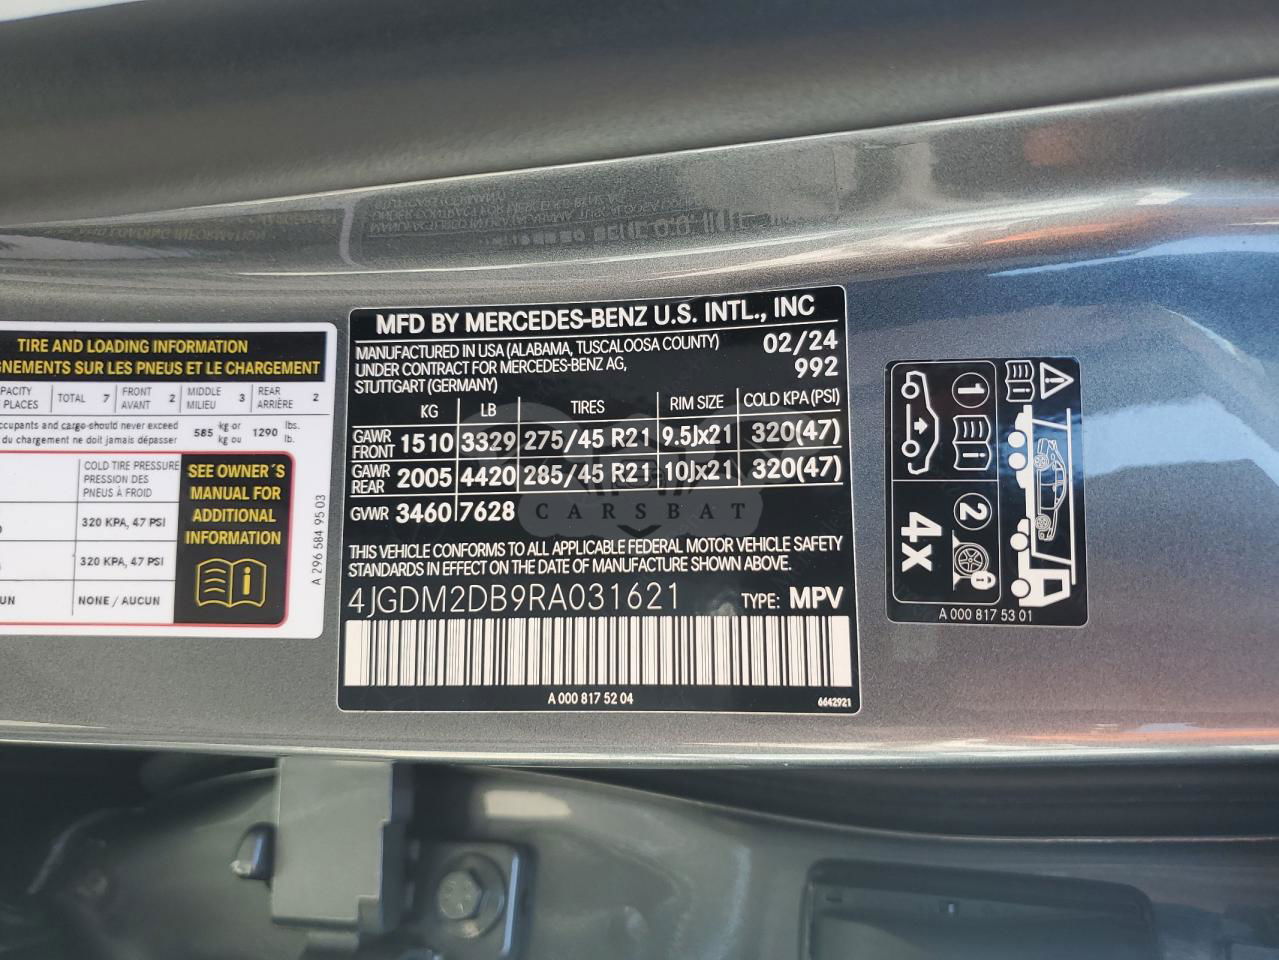 TIRE AND LOADING INFORMATION
GNEMENTS SUR LES PNEUS ET LE CHARGEMENT
PACITY TOTAL 7 FRONT 2 MIDDLE 3 REAR 2
PLACES AVANT MILIEU ARRIÈRE
ccupants and cargo should never exceed 585 kg or 1290 lbs.
du chargement ne doit jamais dépasser kg ou lb.
COLD TIRE PRESSURE
PRESSION DES
PNEUS À FROID
320 KPA, 47 PSI
320 KPA, 47 PSI
UN NONE / AUCUN
SEE OWNER´S
MANUAL FOR
ADDITIONAL
INFORMATION
A 296 584 95 03
MFD BY MERCEDES-BENZ U.S. INTL., INC
MANUFACTURED IN USA (ALABAMA, TUSCALOOSA COUNTY) 02/24
UNDER CONTRACT FOR MERCEDES-BENZ AG, 992
STUTTGART (GERMANY)
KG LB TIRES RIM SIZE COLD KPA (PSI)
GAWR FRONT 1510 3329 275/45 R21 9.5Jx21 320(47)
GAWR REAR 2005 4420 285/45 R21 10Jx21 320(47)
GVWR 3460 7628
CARSBAT
THIS VEHICLE CONFORMS TO ALL APPLICABLE FEDERAL MOTOR VEHICLE SAFETY
STANDARDS IN EFFECT ON THE DATE OF MANUFACTURE SHOWN ABOVE.
4JGDM2DB9RA031621 TYPE: MPV
A 000 817 52 04
6642921
1
2
4x
A 000 817 53 01